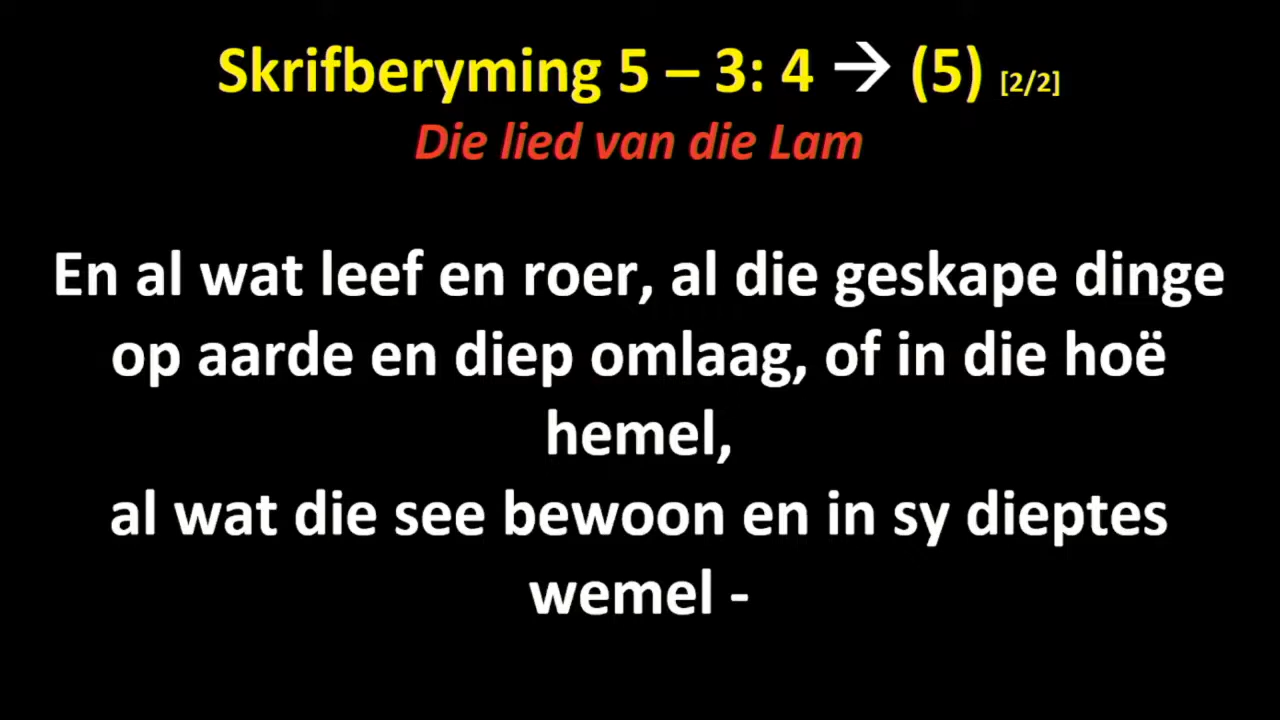 Skrifberyming 5 – 3: 4 → (5) [2/2]
Die lied van die Lam
En al wat leef en roer, al die geskape dinge
op aarde en diep omlaag, of in die hoë
hemel,
al wat die see bewoon en in sy dieptes
wemel -